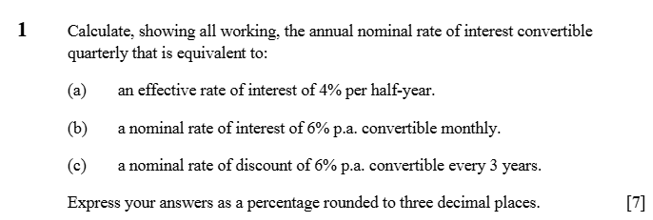 1 Calculate, showing all working, the annual nominal rate of interest convertible
quarterly that is equivalent to:
(a) an effective rate of interest of 4% per half-year.
(b) a nominal rate of interest of 6% p.a. convertible monthly.
(c) a nominal rate of discount of 6% p.a. convertible every 3 years.
Express your answers as a percentage rounded to three decimal places. [7]